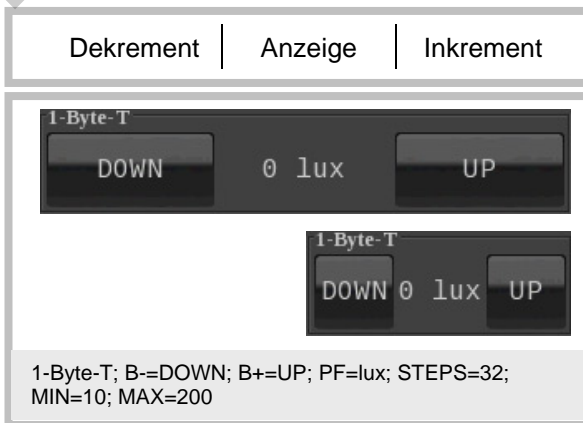 Dekrement Anzeige Inkrement
1-Byte-T
DOWN 0 lux UP
1-Byte-T
DOWN 0 lux UP
1-Byte-T; B-=DOWN; B+=UP; PF=lux; STEPS=32;
MIN=10; MAX=200